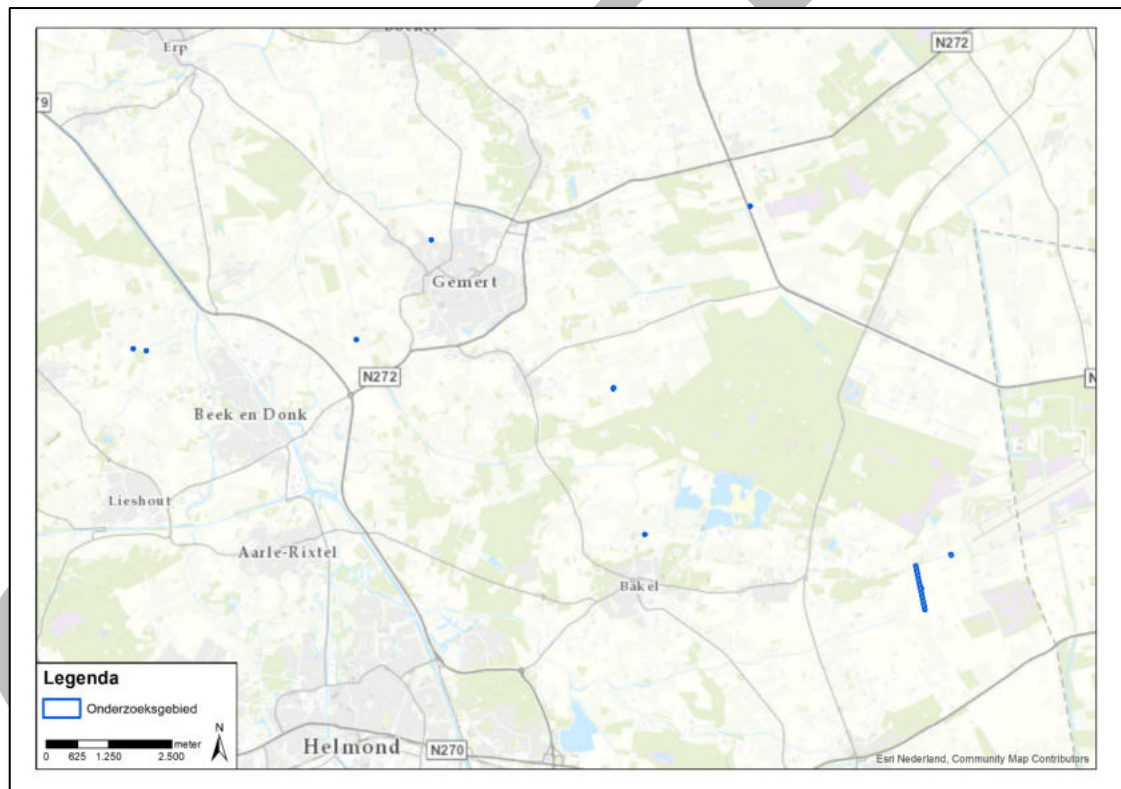 Erp
N272
79
Gemert
N272
Beek en Donk
Lieshout
Aarle-Rixtel
Bäkel
Legenda
Onderzoeksgebied
N
meter
0 625 1.250 2.500
Helmond
N270
Esri Nederland, Community Map Contributors